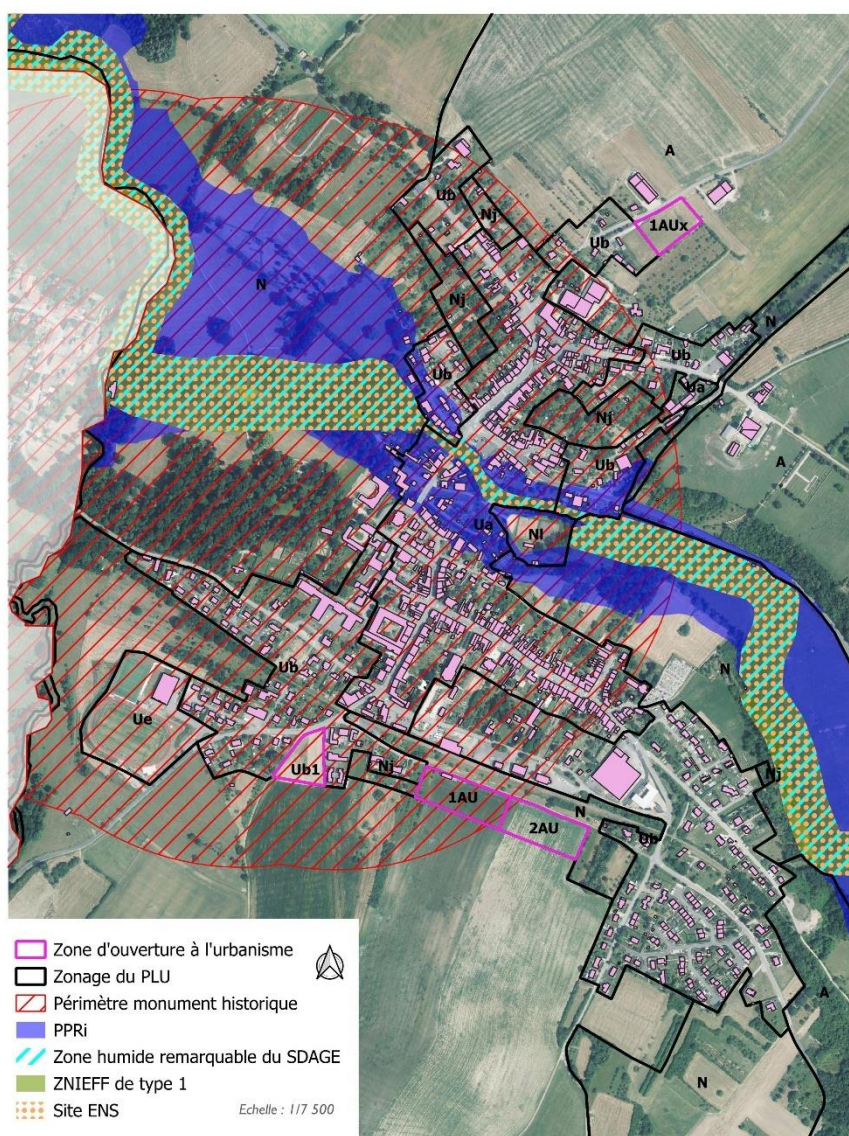 A
Ub
Nj
1AUx
Ub
Nj
N
N
Ub
Ub
Ua
Nj
A
Ub
Ua
Nl
Ub
N
Ue
Ub1
Nj
1AU
N
2AU
Ub
Nj
A
N
Zone d'ouverture à l'urbanisme
Zonage du PLU
Périmètre monument historique
PPRi
Zone humide remarquable du SDAGE
ZNIEFF de type 1
Site ENS
Echelle : 1/7 500